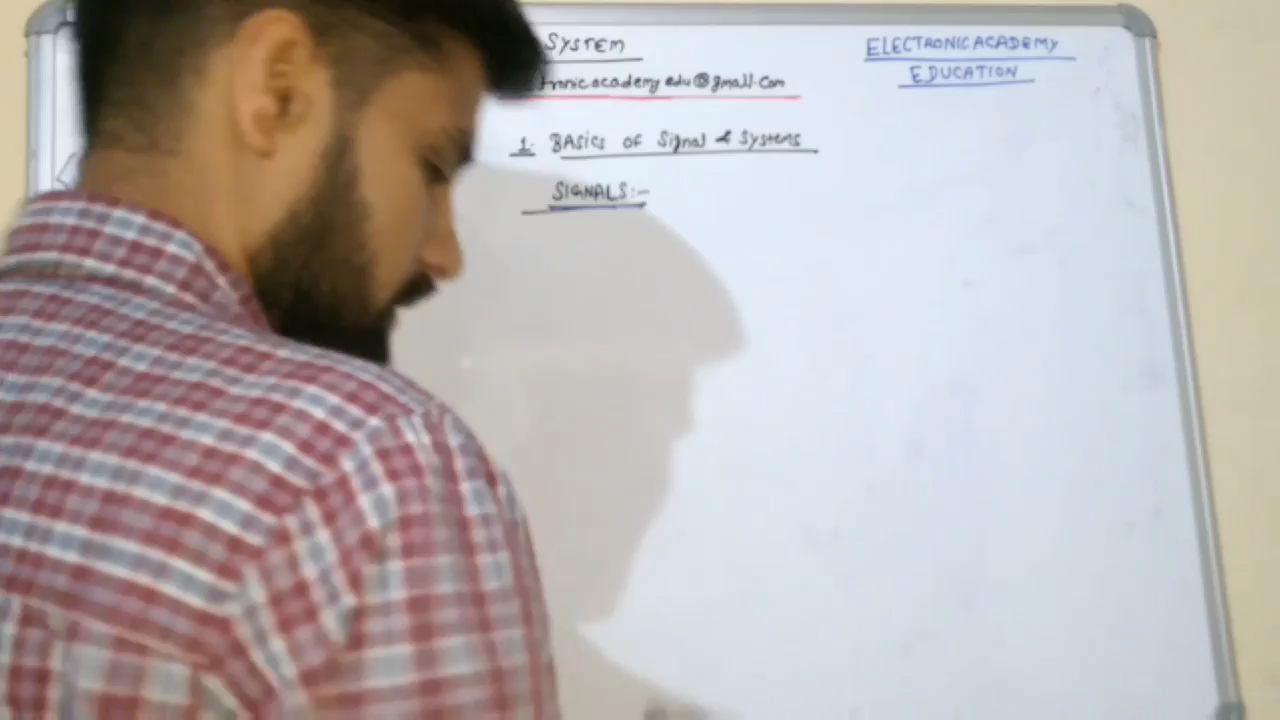 SYSTEM
tronicacademy.edu@gmail.com
1. BAsics of Signal & Systems
SIGNALS:-
ELECTRONICACADEMY
EDUCATION